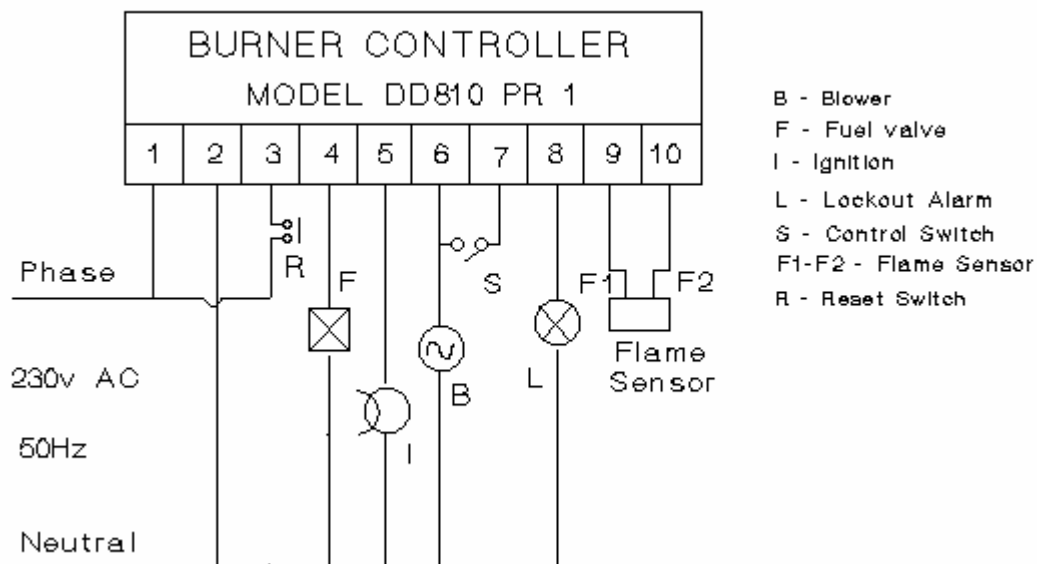 BURNER CONTROLLER
MODEL DD810 PR 1
1 2 3 4 5 6 7 8 9 10
B - Blower
F - Fuel valve
I - Ignition
L - Lockout Alarm
S - Control Switch
F1-F2 - Flame Sensor
R - Reset Switch
Phase
R
F
S
F1
F2
230v AC
B
L
Flame
Sensor
50Hz
I
Neutral